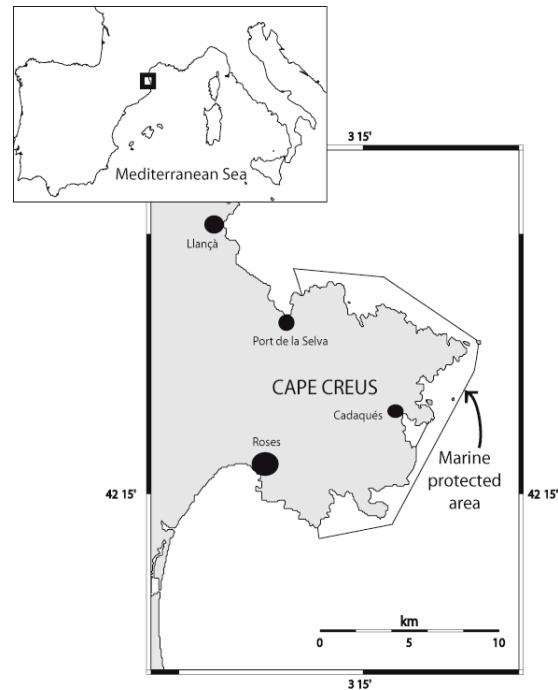 Mediterranean Sea
3 15'
Llançà
Port de la Selva
CAPE CREUS
Cadaqués
Roses
Marine
protected
area
42 15'
42 15'
km
0 5 10
3 15'